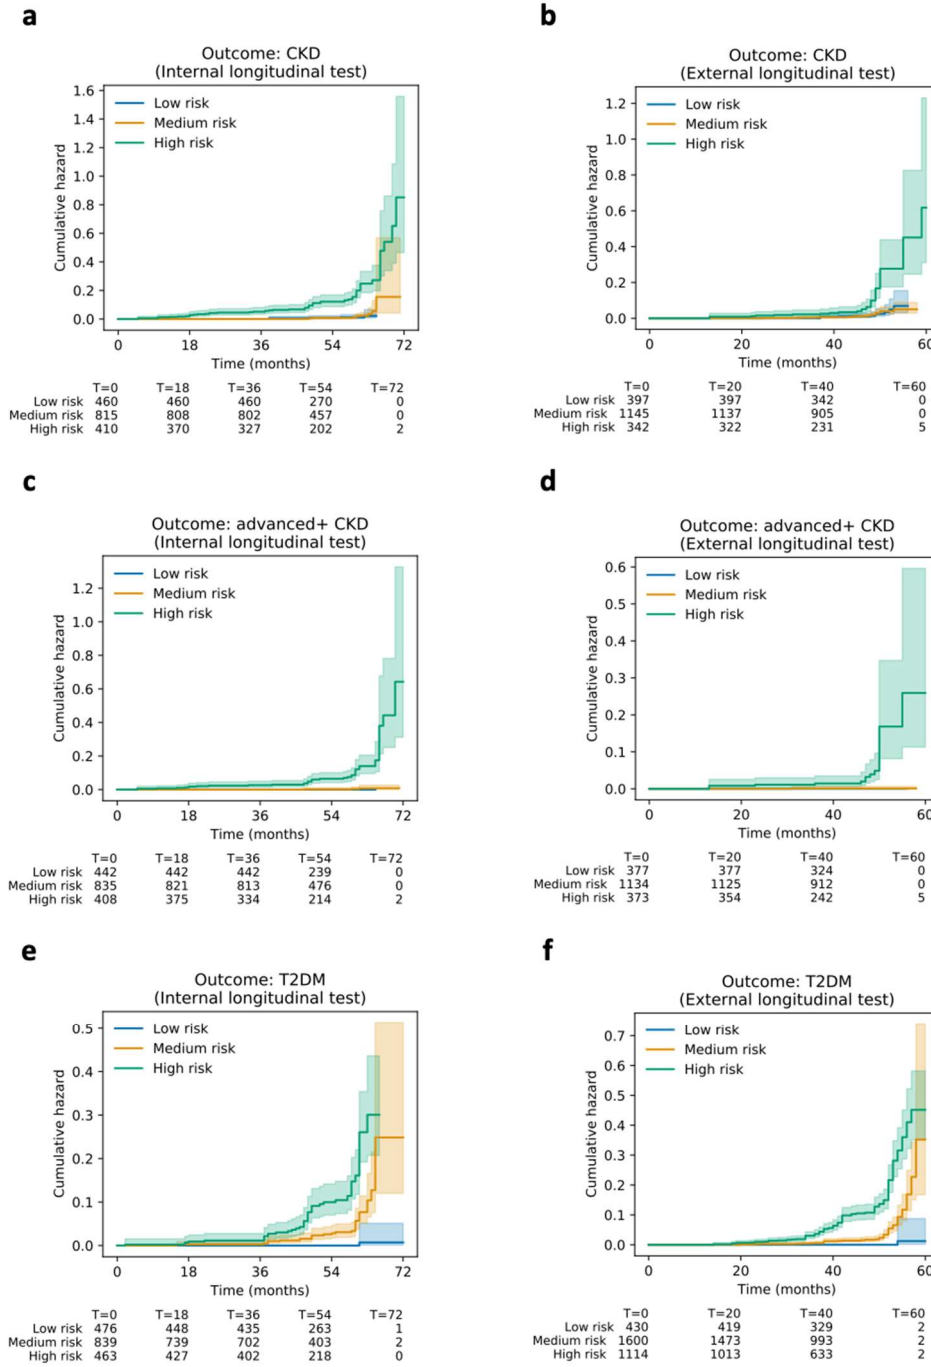 a
Outcome: CKD
(Internal longitudinal test)
Cumulative hazard
1.6
1.4
1.2
1.0
0.8
0.6
0.4
0.2
0.0
Low risk
Medium risk
High risk
0 18 36 54 72
Time (months)
T=0 T=18 T=36 T=54 T=72
Low risk 460 460 460 270 0
Medium risk 815 808 802 457 0
High risk 410 370 327 202 2
b
Outcome: CKD
(External longitudinal test)
Cumulative hazard
1.2
1.0
0.8
0.6
0.4
0.2
0.0
Low risk
Medium risk
High risk
0 20 40 60
Time (months)
T=0 T=20 T=40 T=60
Low risk 397 397 342 0
Medium risk 1145 1137 905 0
High risk 342 322 231 5
c
Outcome: advanced+ CKD
(Internal longitudinal test)
Cumulative hazard
1.2
1.0
0.8
0.6
0.4
0.2
0.0
Low risk
Medium risk
High risk
0 18 36 54 72
Time (months)
T=0 T=18 T=36 T=54 T=72
Low risk 442 442 442 239 0
Medium risk 835 821 813 476 0
High risk 408 375 334 214 2
d
Outcome: advanced+ CKD
(External longitudinal test)
Cumulative hazard
0.6
0.5
0.4
0.3
0.2
0.1
0.0
Low risk
Medium risk
High risk
0 20 40 60
Time (months)
T=0 T=20 T=40 T=60
Low risk 377 377 324 0
Medium risk 1134 1125 912 0
High risk 373 354 242 5
e
Outcome: T2DM
(Internal longitudinal test)
Cumulative hazard
0.5
0.4
0.3
0.2
0.1
0.0
Low risk
Medium risk
High risk
0 18 36 54 72
Time (months)
T=0 T=18 T=36 T=54 T=72
Low risk 476 448 435 263 1
Medium risk 839 739 702 403 2
High risk 463 427 402 218 0
f
Outcome: T2DM
(External longitudinal test)
Cumulative hazard
0.7
0.6
0.5
0.4
0.3
0.2
0.1
0.0
Low risk
Medium risk
High risk
0 20 40 60
Time (months)
T=0 T=20 T=40 T=60
Low risk 430 419 329 2
Medium risk 1600 1473 993 2
High risk 1114 1013 633 2